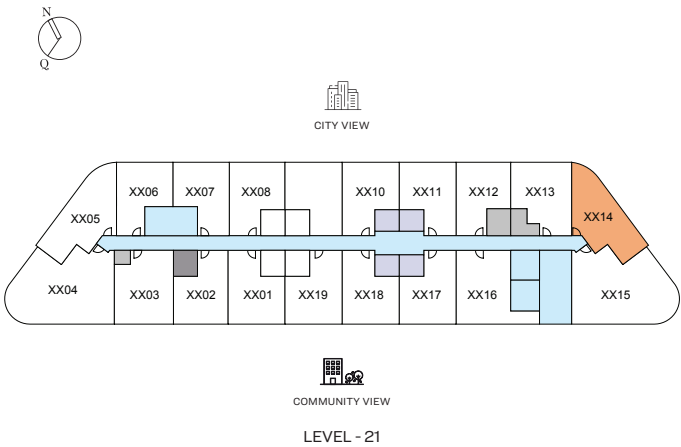 N
Q
CITY VIEW
XX06 XX07 XX08 XX10 XX11 XX12 XX13
XX05 XX14
XX04 XX03 XX02 XX01 XX19 XX18 XX17 XX16 XX15
COMMUNITY VIEW
LEVEL - 21